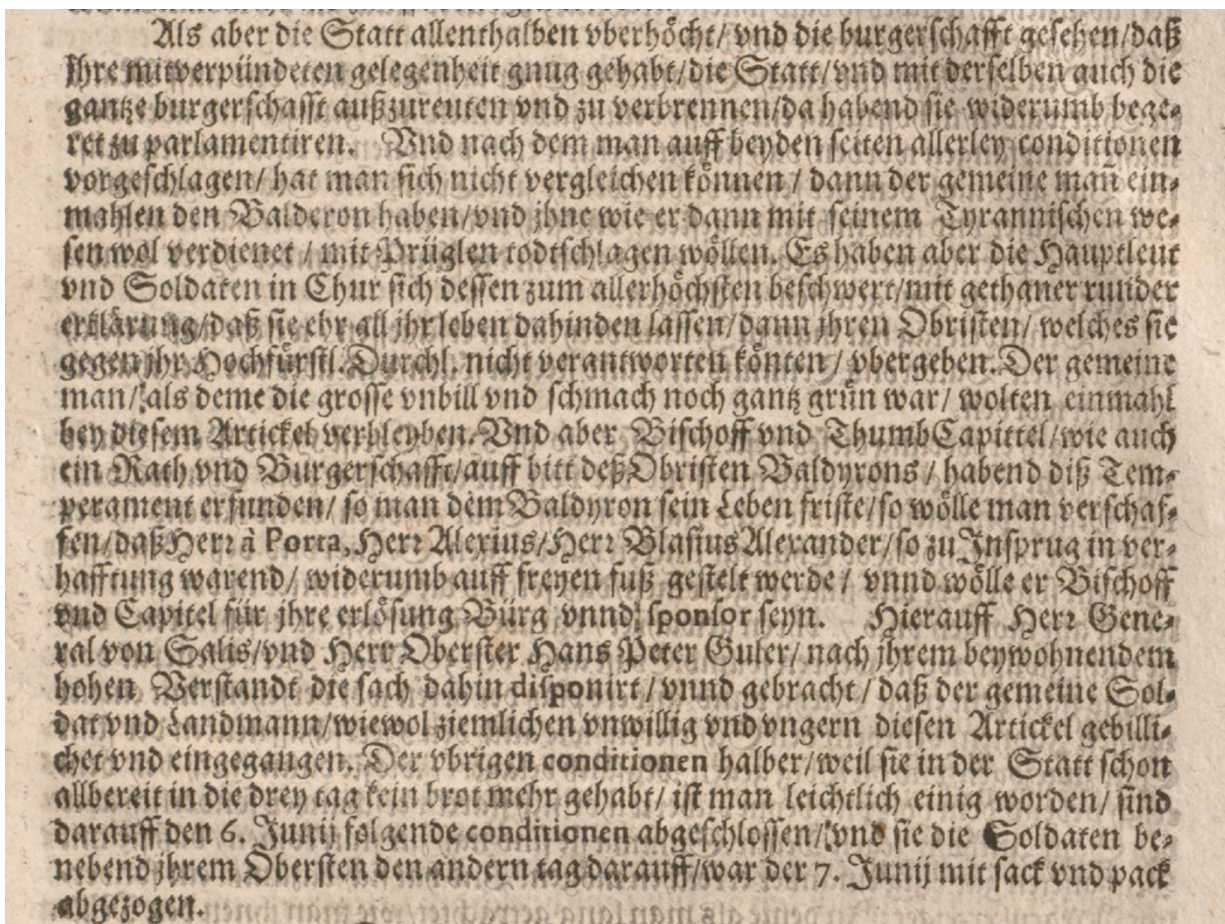 Als aber die Statt allenthalben vberhöcht/ vnd die burgerschafft gesehen/daß
Ihre mitverpündeten gelegenheit gnug gehabt/die Statt/vnd mit derselben auch die
gantze burgerschafft außzureuten vnd zu verbrennen/da habend sie widerumb bege-
ret zu parlamentiren. Vnd nach dem man auff beyden seiten allerley conditionen
vorgeschlagen/ hat man sich nicht vergleichen können / dann der gemeine mañ ein-
mahlen den Balderon haben/vnd jhne wie er dann mit seinem Tyrannischen we-
sen wol verdienet / mit Prüglen todtschlagen wöllen. Es haben aber die Hauptleut
vnd Soldaten in Chur sich dessen zum allerhöchsten beschwert/mit gethaner runder
erklärung/daß sie ehr all jhr leben dahinden lassen/dann jhren Obristen/ welches sie
gegen jhr Hochfürstl. Durchl. nicht verantworten könten / vbergeben. Der gemeine
man/ als deme die grosse vnbill vnd schmach noch gantz grün war/ wolten einmahl
bey diesem Artickel verbleyben. Vnd aber Bischoff vnd ThumbCapittel/wie auch
ein Rath vnd Burgerschafft/auff bitt deß Obristen Baldyrons / habend diß Tem-
perament erfunden/ so man dem Baldyron sein Leben friste/so wölle man verschaf-
fen/daß Herr à Porta, Herr Alexius/Herr Blasius Alexander/so zu Insprug in ver-
hafftung warend/ widerumb auff freyen fuß gestelt werde / vnnd wölle er Bischoff
vnd Capitel für jhre erlösung Bürg vnnd sponsor seyn. Hierauff Herr Gene-
ral von Salis/vnd Herr Oberster Hans Peter Guler/ nach jhrem beywohnendem
hohen Verstandt die sach dahin disponirt / vnnd gebracht / daß der gemeine Sol-
dat vnd Landmann/wiewol ziemlichen vnwillig vnd vngern diesen Artickel gebilli-
chet vnd eingegangen. Der vbrigen conditionen halber/weil sie in der Statt schon
allbereit in die drey tag kein brot mehr gehabt/ ist man leichtlich einig worden/ sind
darauff den 6. Junij folgende conditionen abgeschlossen/ vnd sie die Soldaten be-
nebend jhrem Obersten den andern tag darauff/war der 7. Junij mit sack vnd pack
abgezogen.